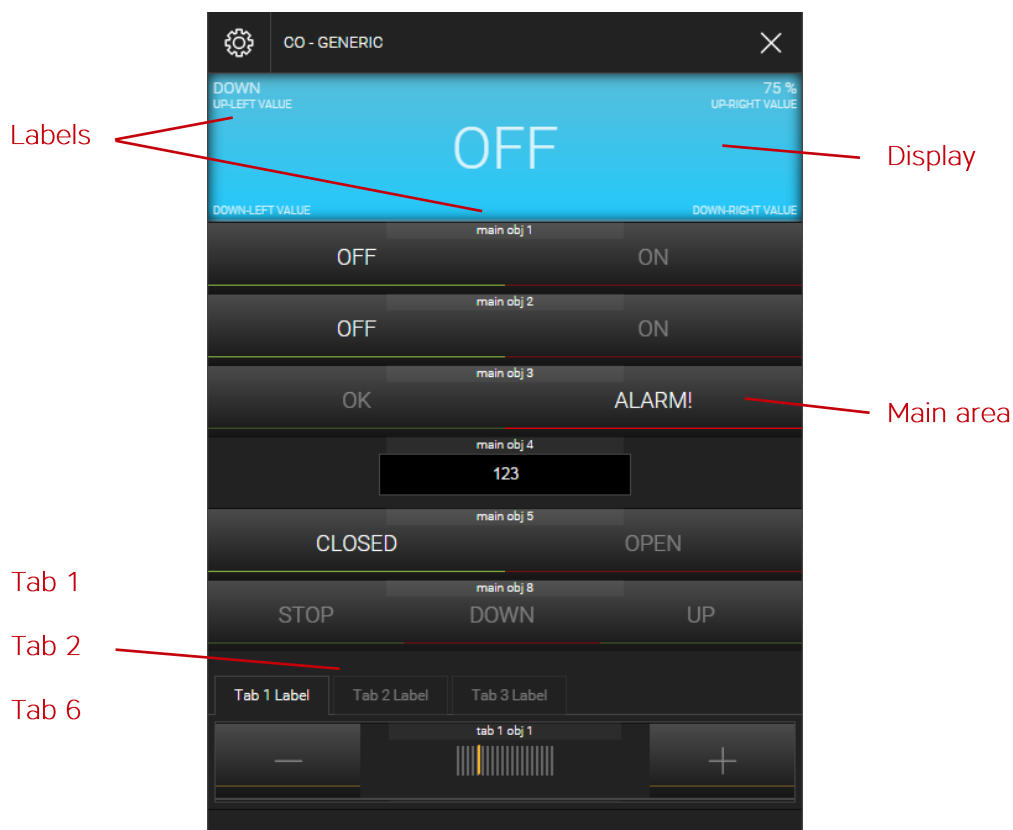 CO - GENERIC
DOWN
75 %
UP-LEFT VALUE
UP-RIGHT VALUE
Labels
OFF
Display
DOWN-LEFT VALUE
DOWN-RIGHT VALUE
main obj 1
OFF
ON
main obj 2
OFF
ON
main obj 3
OK
ALARM!
Main area
main obj 4
123
main obj 5
CLOSED
OPEN
Tab 1
main obj 8
STOP
DOWN
UP
Tab 2
Tab 1 Label
Tab 2 Label
Tab 3 Label
Tab 6
tab 1 obj 1